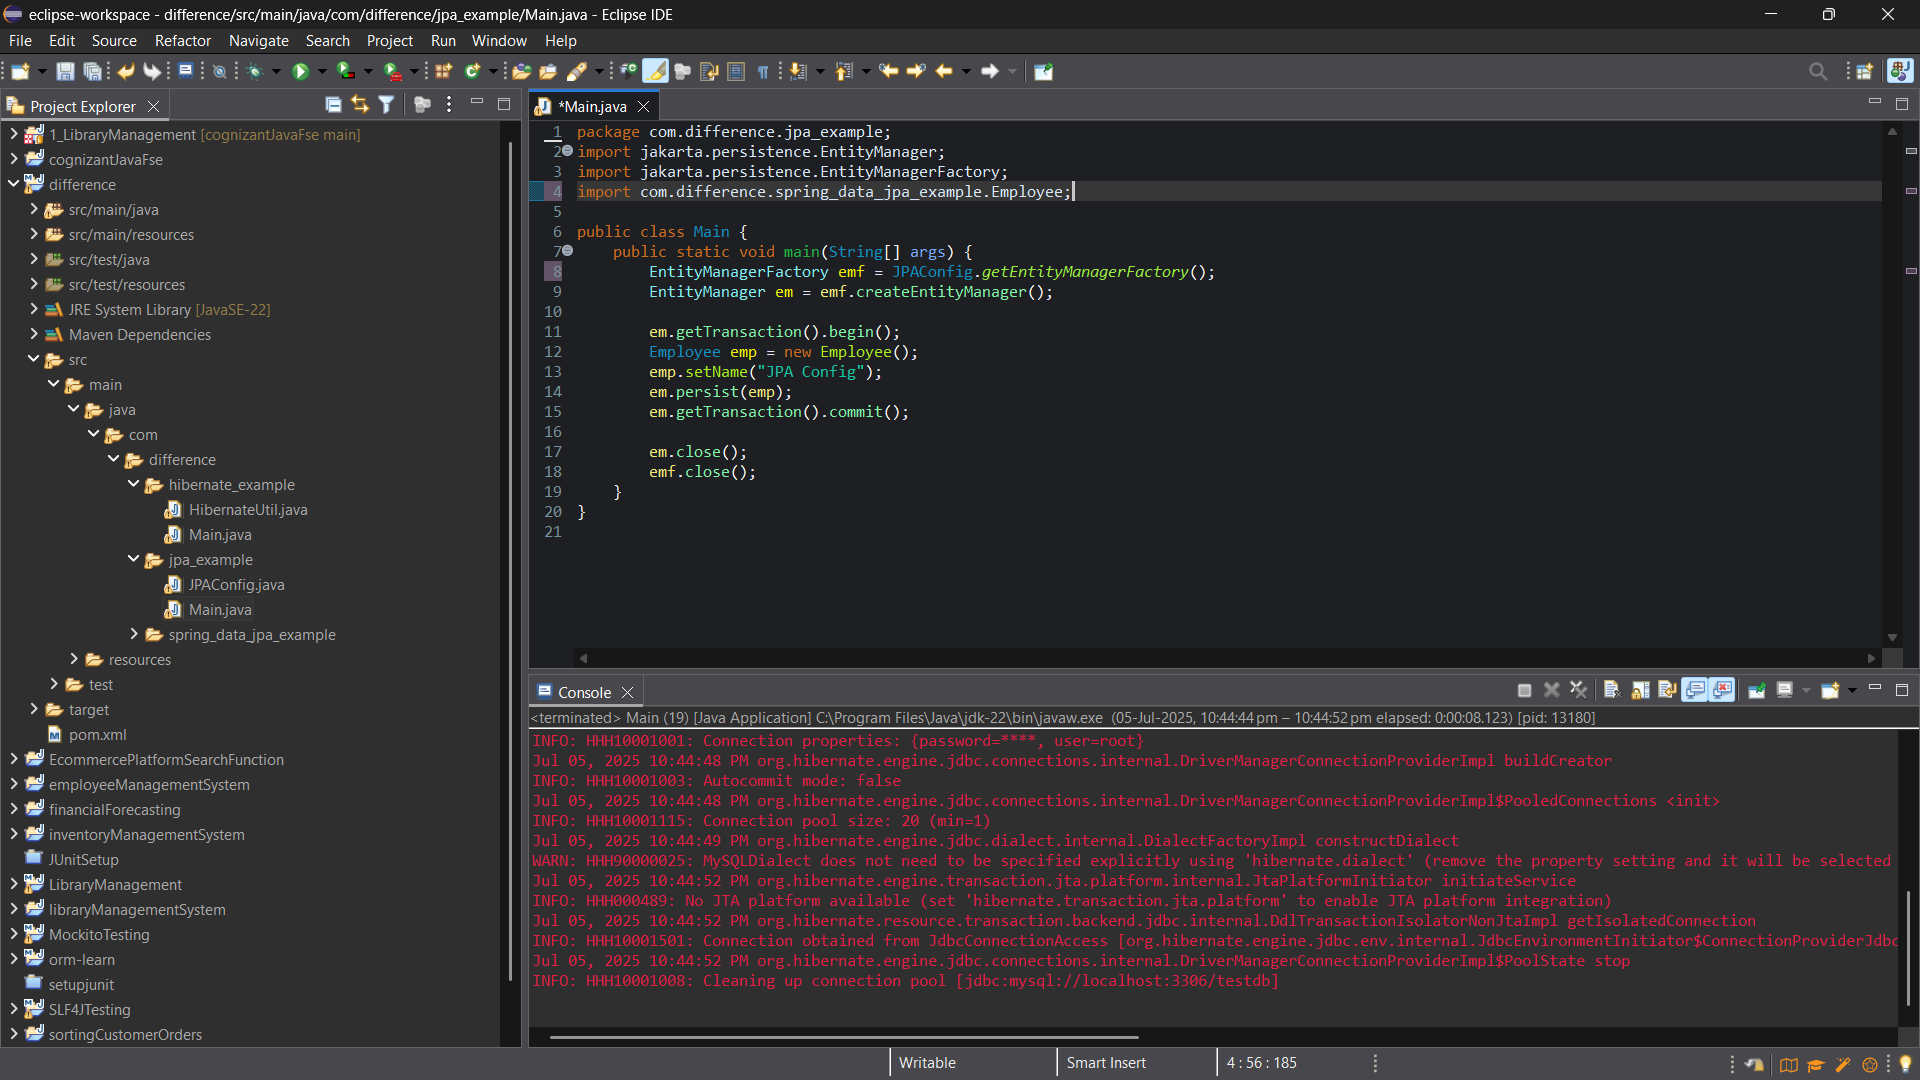 eclipse-workspace - difference/src/main/java/com/difference/jpa_example/Main.java - Eclipse IDE
File Edit Source Refactor Navigate Search Project Run Window Help
Project Explorer
1_LibraryManagement [cognizantJavaFse main]
cognizantJavaFse
difference
src/main/java
src/main/resources
src/test/java
src/test/resources
JRE System Library [JavaSE-22]
Maven Dependencies
src
main
java
com
difference
hibernate_example
HibernateUtil.java
Main.java
jpa_example
JPAConfig.java
Main.java
spring_data_jpa_example
resources
test
target
pom.xml
EcommercePlatformSearchFunction
employeeManagementSystem
financialForecasting
inventoryManagementSystem
JUnitSetup
LibraryManagement
libraryManagementSystem
MockitoTesting
orm-learn
setupjunit
SLF4JTesting
sortingCustomerOrders
*Main.java
1 package com.difference.jpa_example;
2 import jakarta.persistence.EntityManager;
3 import jakarta.persistence.EntityManagerFactory;
4 import com.difference.spring_data_jpa_example.Employee;
5
6 public class Main {
7 public static void main(String[] args) {
8 EntityManagerFactory emf = JPAConfig.getEntityManagerFactory();
9 EntityManager em = emf.createEntityManager();
10
11 em.getTransaction().begin();
12 Employee emp = new Employee();
13 emp.setName("JPA Config");
14 em.persist(emp);
15 em.getTransaction().commit();
16
17 em.close();
18 emf.close();
19 }
20 }
21
Console
<terminated> Main (19) [Java Application] C:\Program Files\Java\jdk-22\bin\javaw.exe (05-Jul-2025, 10:44:44 pm – 10:44:52 pm elapsed: 0:00:08.123) [pid: 13180]
INFO: HHH10001001: Connection properties: {password=****, user=root}
Jul 05, 2025 10:44:48 PM org.hibernate.engine.jdbc.connections.internal.DriverManagerConnectionProviderImpl buildCreator
INFO: HHH10001003: Autocommit mode: false
Jul 05, 2025 10:44:48 PM org.hibernate.engine.jdbc.connections.internal.DriverManagerConnectionProviderImpl$PooledConnections <init>
INFO: HHH10001115: Connection pool size: 20 (min=1)
Jul 05, 2025 10:44:49 PM org.hibernate.engine.jdbc.dialect.internal.DialectFactoryImpl constructDialect
WARN: HHH90000025: MySQLDialect does not need to be specified explicitly using 'hibernate.dialect' (remove the property setting and it will be selected
Jul 05, 2025 10:44:52 PM org.hibernate.engine.transaction.jta.platform.internal.JtaPlatformInitiator initiateService
INFO: HHH000489: No JTA platform available (set 'hibernate.transaction.jta.platform' to enable JTA platform integration)
Jul 05, 2025 10:44:52 PM org.hibernate.resource.transaction.backend.jdbc.internal.DdlTransactionIsolatorNonJtaImpl getIsolatedConnection
INFO: HHH10001501: Connection obtained from JdbcConnectionAccess [org.hibernate.engine.jdbc.env.internal.JdbcEnvironmentInitiator$ConnectionProviderJdbc
Jul 05, 2025 10:44:52 PM org.hibernate.engine.jdbc.connections.internal.DriverManagerConnectionProviderImpl$PoolState stop
INFO: HHH10001008: Cleaning up connection pool [jdbc:mysql://localhost:3306/testdb]
Writable Smart Insert 4 : 56 : 185